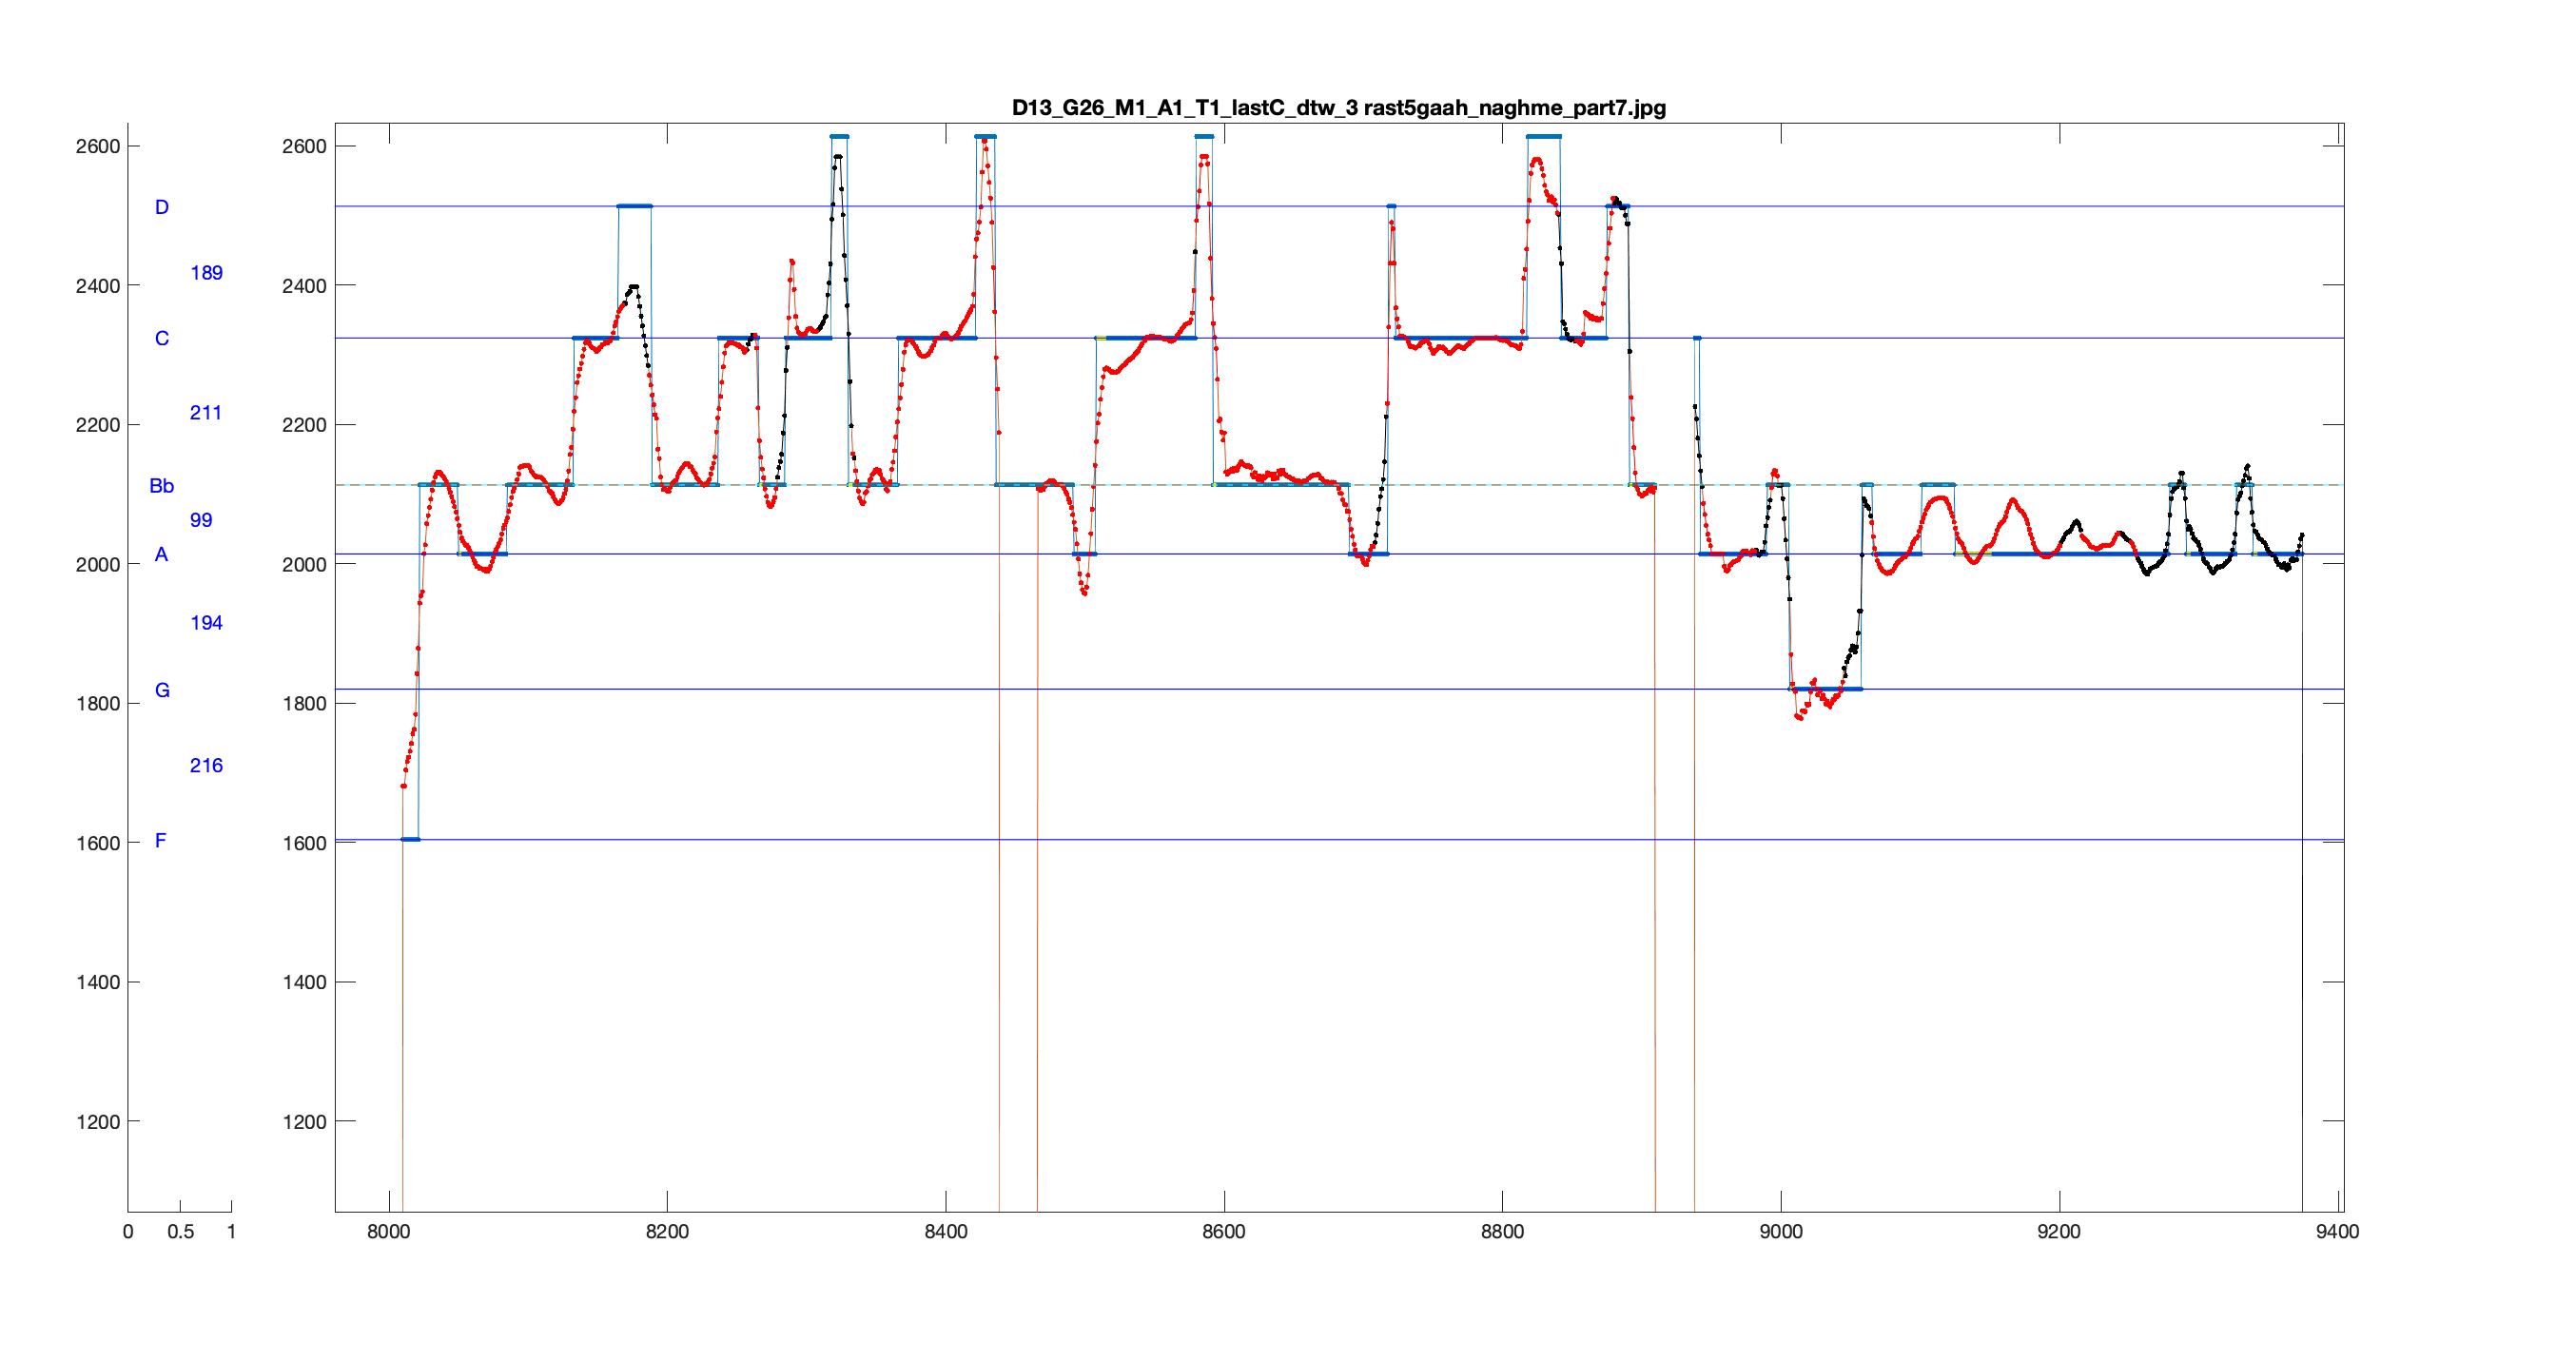 D13_G26_M1_A1_T1_lastC_dtw_3 rast5gaah_naghme_part7.jpg
2600 2600
D
189
2400 2400
C
211
2200 2200
Bb
99
A
2000 2000
194
G
1800 1800
216
F
1600 1600
1400 1400
1200 1200
0 0.5 1 8000 8200 8400 8600 8800 9000 9200 9400